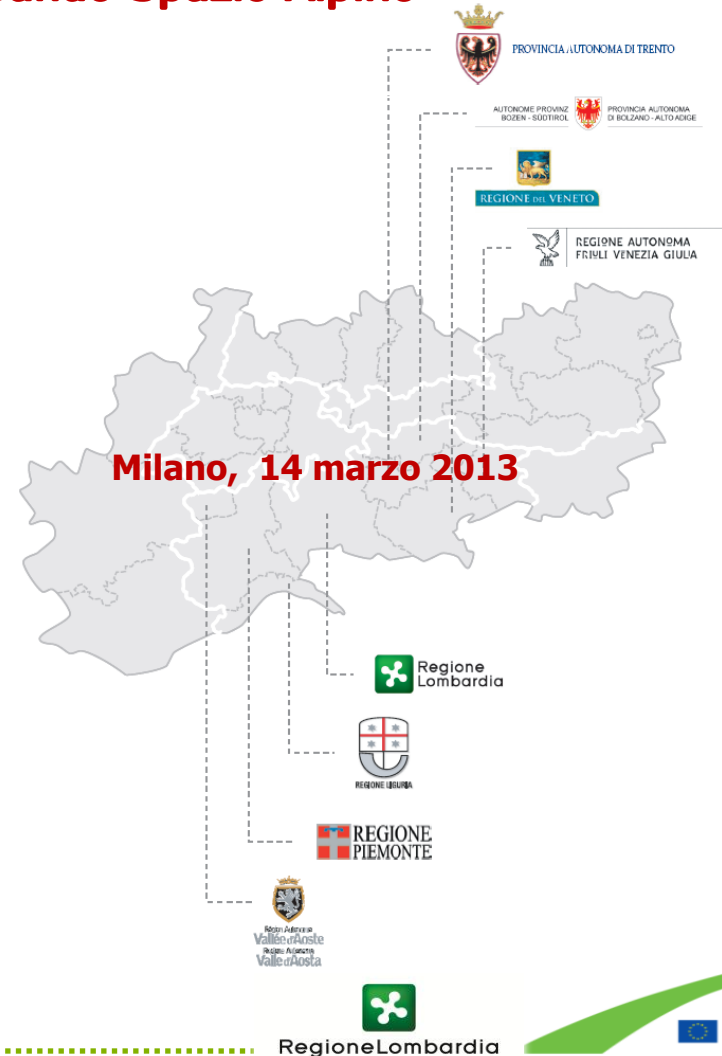 Spazio Alpino
PROVINCIA AUTONOMA DI TRENTO
AUTONOME PROVINZ
BOZEN - SÜDTIROL
PROVINCIA AUTONOMA
DI BOLZANO - ALTO ADIGE
REGIONE DEL VENETO
REGIONE AUTONOMA
FRIULI VENEZIA GIULIA
Milano, 14 marzo 2013
Regione
Lombardia
REGIONE LIGURIA
REGIONE
PIEMONTE
Région Autonome
Vallée d'Aoste
Regione Autonoma
Valle d'Aosta
RegioneLombardia